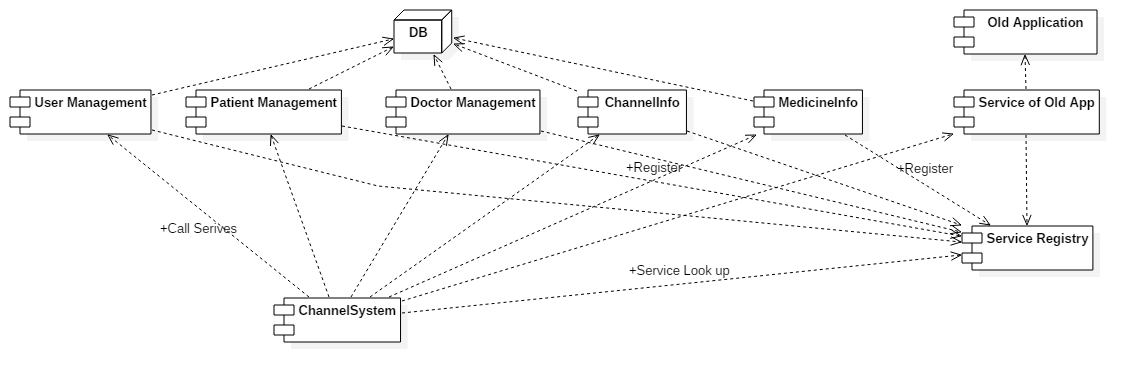 DB
Old Application
User Management
Patient Management
Doctor Management
ChannelInfo
MedicineInfo
Service of Old App
+Register
+Register
+Call Serives
Service Registry
+Service Look up
ChannelSystem